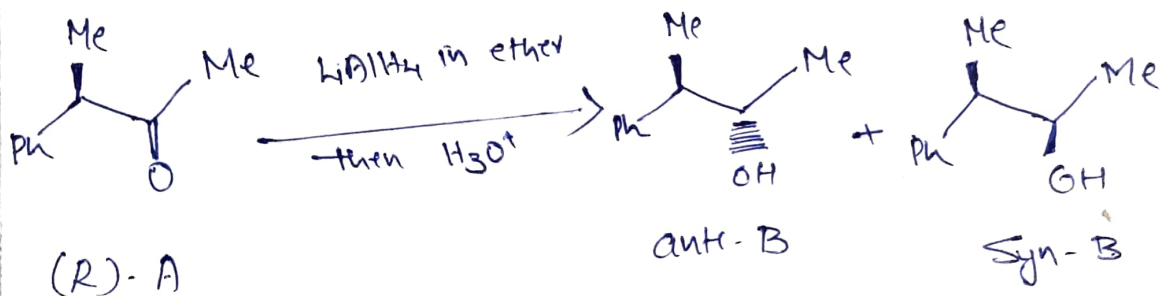 Me
Me
Ph
O
(R)- A
LiAlH4 in ether
then H3O+
Me
Me
Ph
OH
anti-B
+
Me
Me
Ph
OH
Syn-B